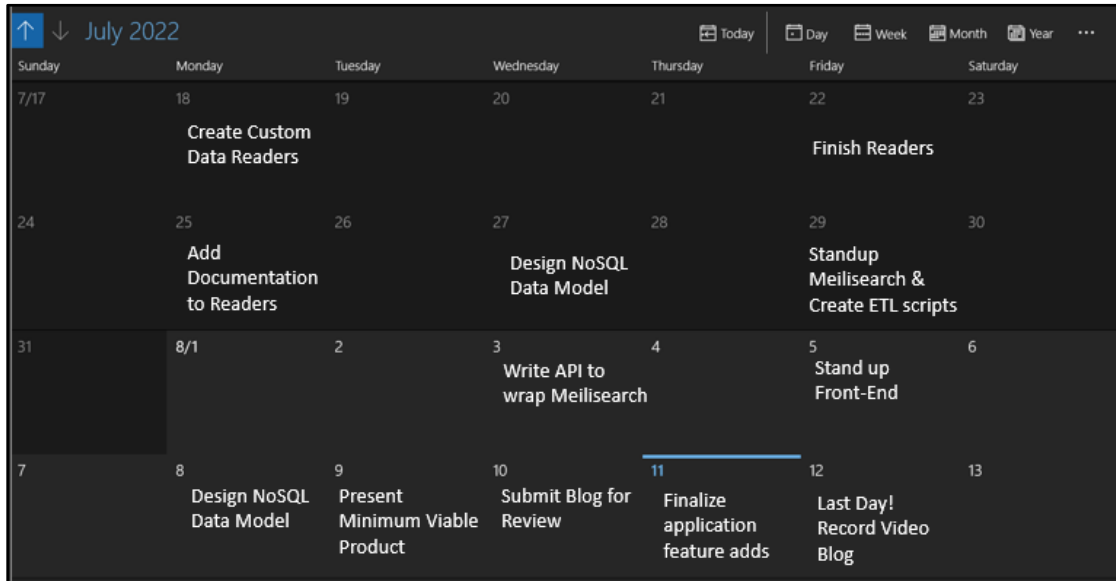 July 2022 Today Day Week Month Year ...
Sunday Monday Tuesday Wednesday Thursday Friday Saturday
7/17 18 19 20 21 22 23
Create Custom
Data Readers
Finish Readers
24 25 26 27 28 29 30
Add
Documentation
to Readers
Design NoSQL
Data Model
Standup
Meilisearch &
Create ETL scripts
31 8/1 2 3 4 5 6
Write API to
wrap Meilisearch
Stand up
Front-End
7 8 9 10 11 12 13
Design NoSQL
Data Model
Present
Minimum Viable
Product
Submit Blog for
Review
Finalize
application
feature adds
Last Day!
Record Video
Blog